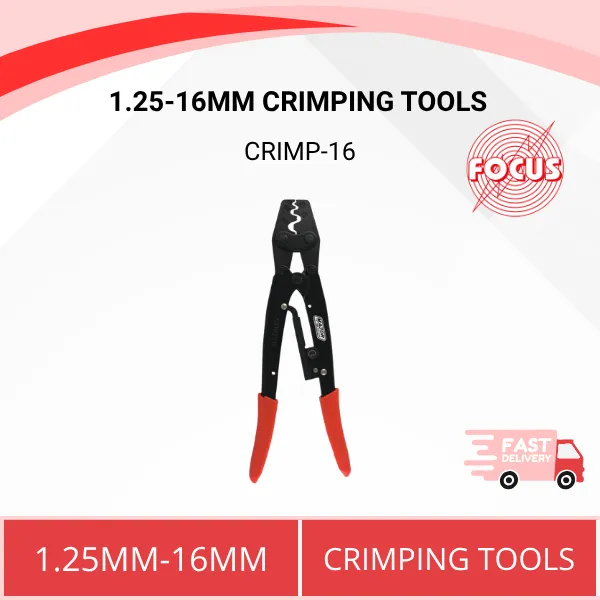 1.25-16MM CRIMPING TOOLS
CRIMP-16
FOCUS
FAST
DELIVERY
1.25MM-16MM
CRIMPING TOOLS